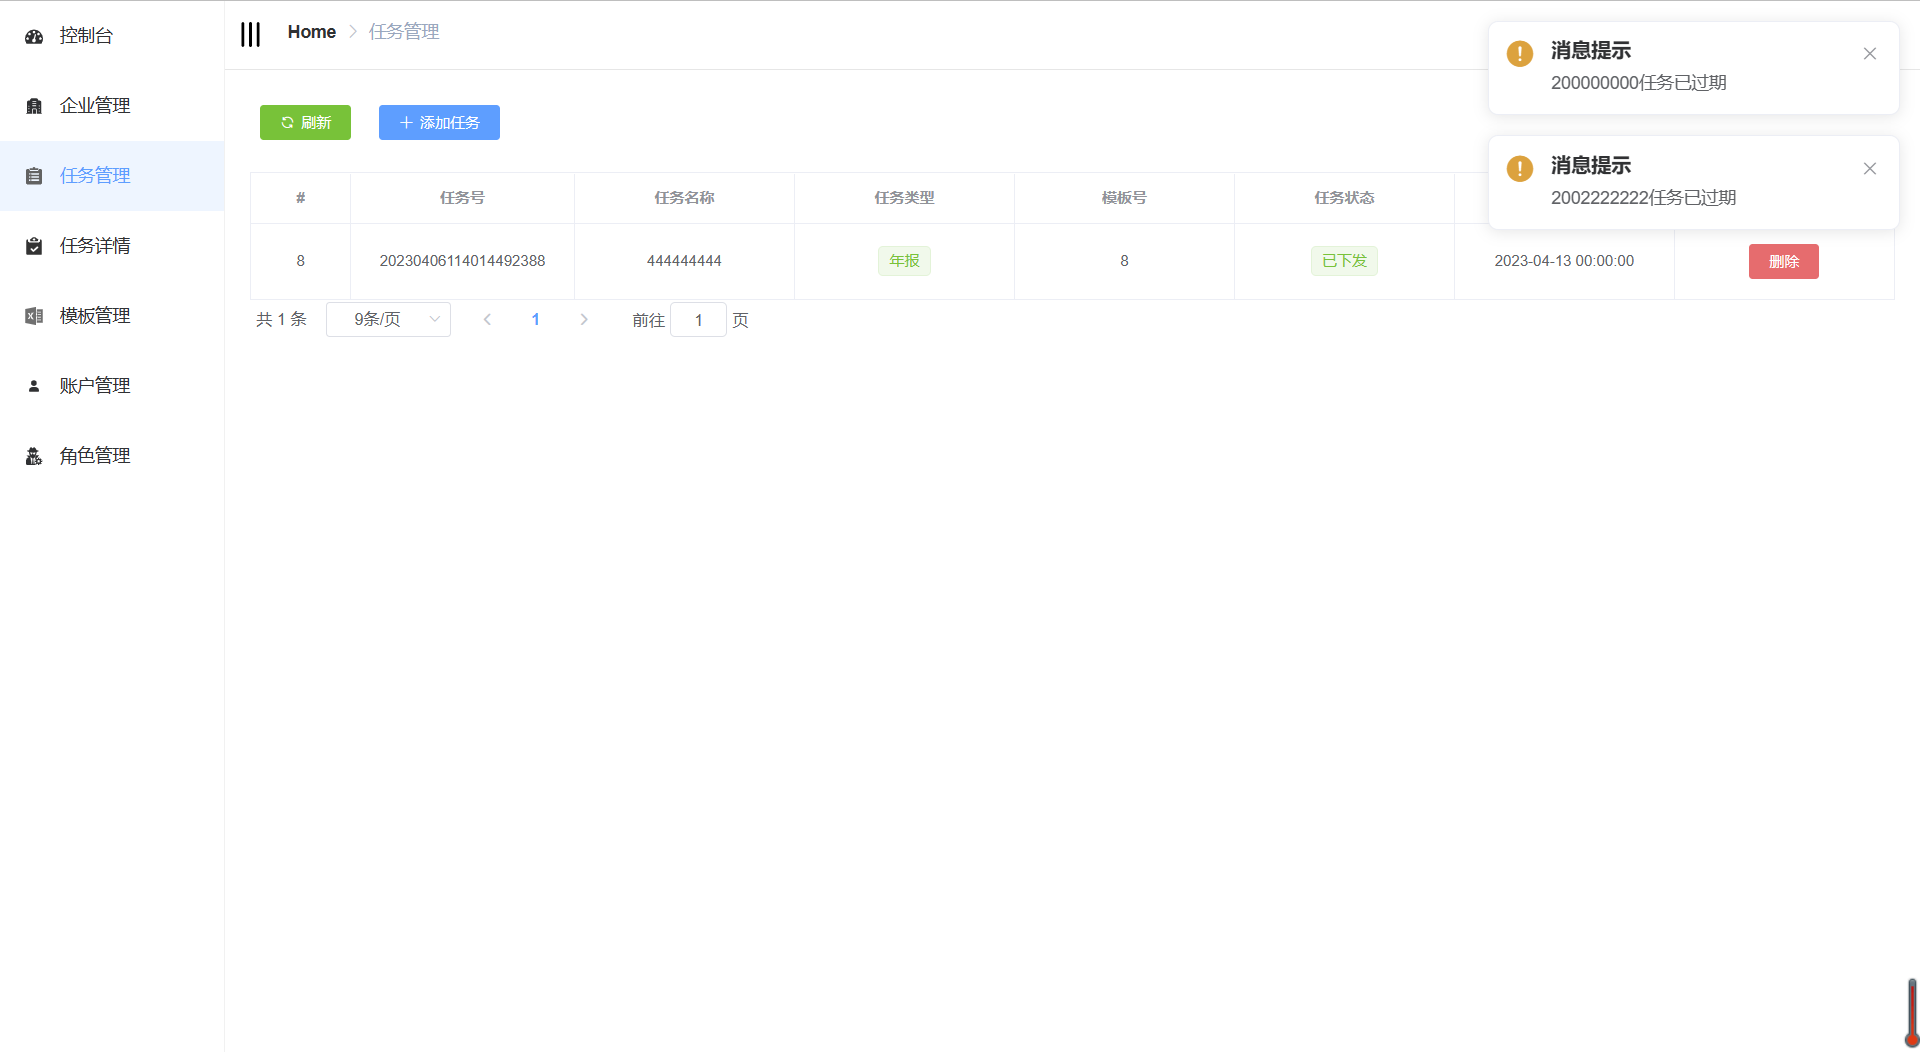 控制台
企业管理
任务管理
任务详情
模板管理
账户管理
角色管理
Home 任务管理
刷新 添加任务
消息提示
200000000任务已过期
消息提示
2002222222任务已过期
# 任务号 任务名称 任务类型 模板号 任务状态
8 20230406114014492388 444444444 年报 8 已下发 2023-04-13 00:00:00 删除
共 1 条 9条/页 1 前往 1 页